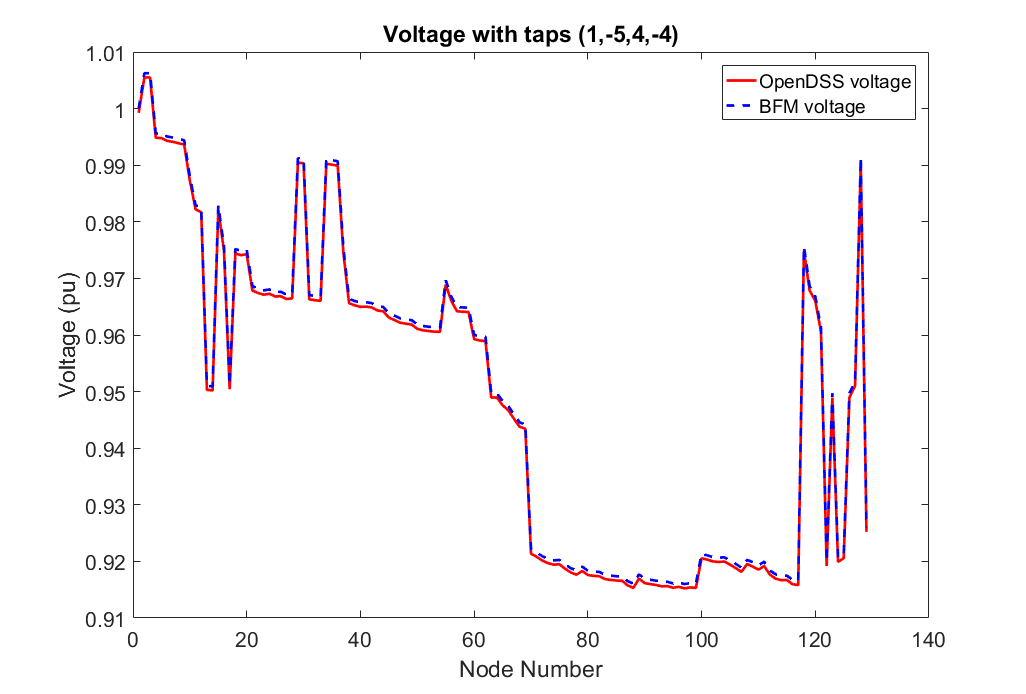 Voltage with taps (1,-5,4,-4)
OpenDSS voltage
BFM voltage
1.01
1
0.99
0.98
0.97
0.96
0.95
0.94
0.93
0.92
0.91
Voltage (pu)
0 20 40 60 80 100 120 140
Node Number